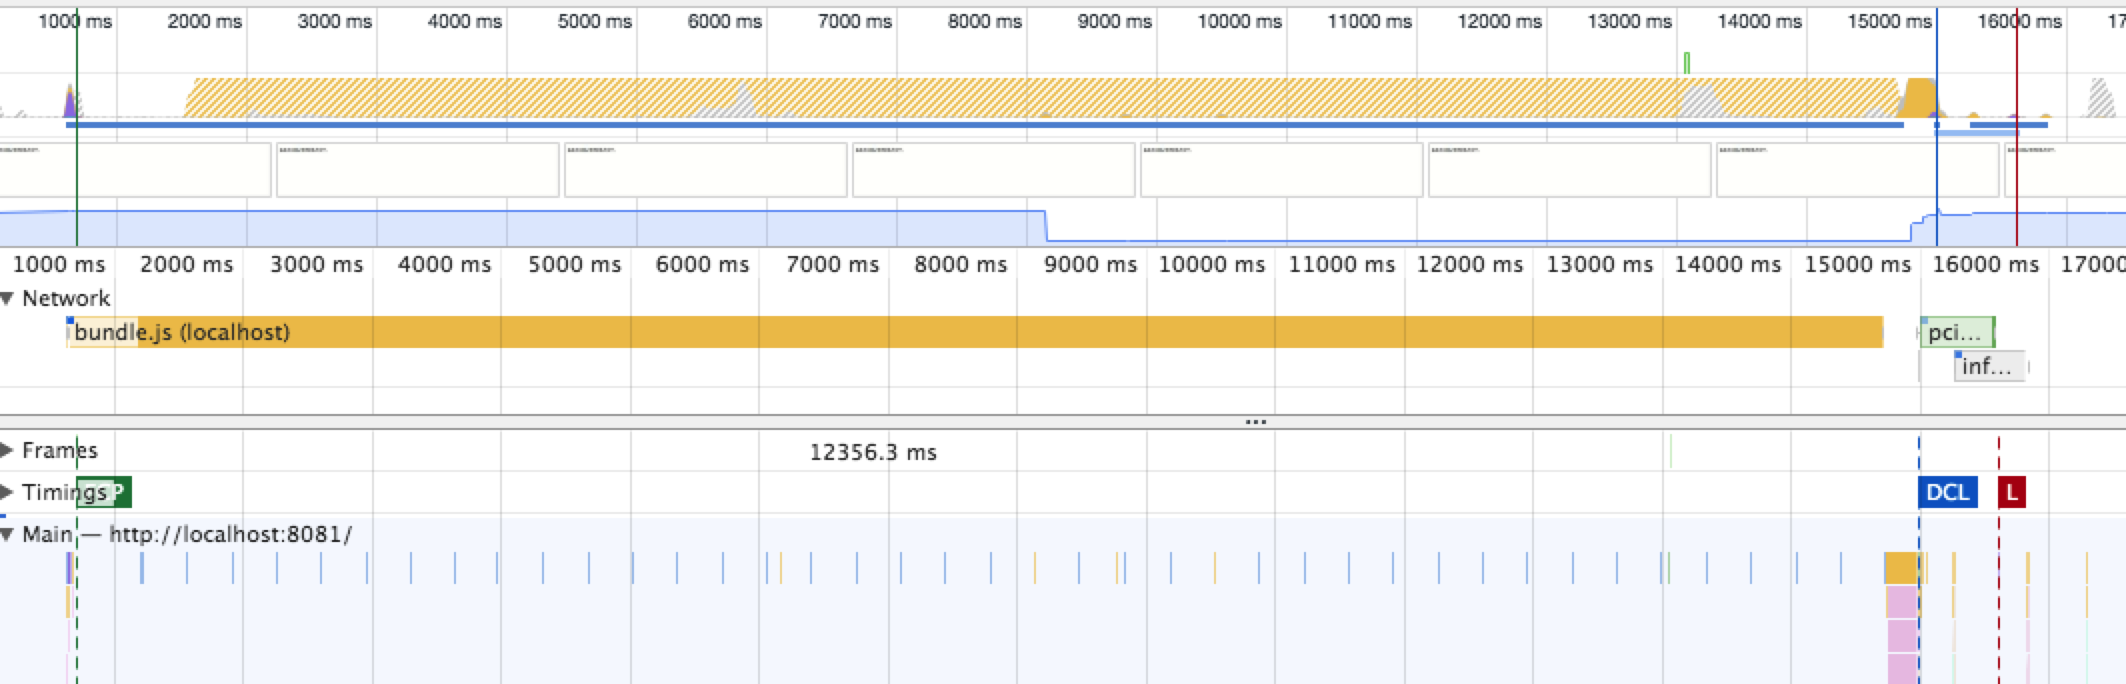 1000 ms 2000 ms 3000 ms 4000 ms 5000 ms 6000 ms 7000 ms 8000 ms 9000 ms 10000 ms 11000 ms 12000 ms 13000 ms 14000 ms 15000 ms 16000 ms 17
1000 ms 2000 ms 3000 ms 4000 ms 5000 ms 6000 ms 7000 ms 8000 ms 9000 ms 10000 ms 11000 ms 12000 ms 13000 ms 14000 ms 15000 ms 16000 ms 17000
Network
bundle.js (localhost) pci...
inf...
Frames 12356.3 ms
Timings P DCL L
Main — http://localhost:8081/